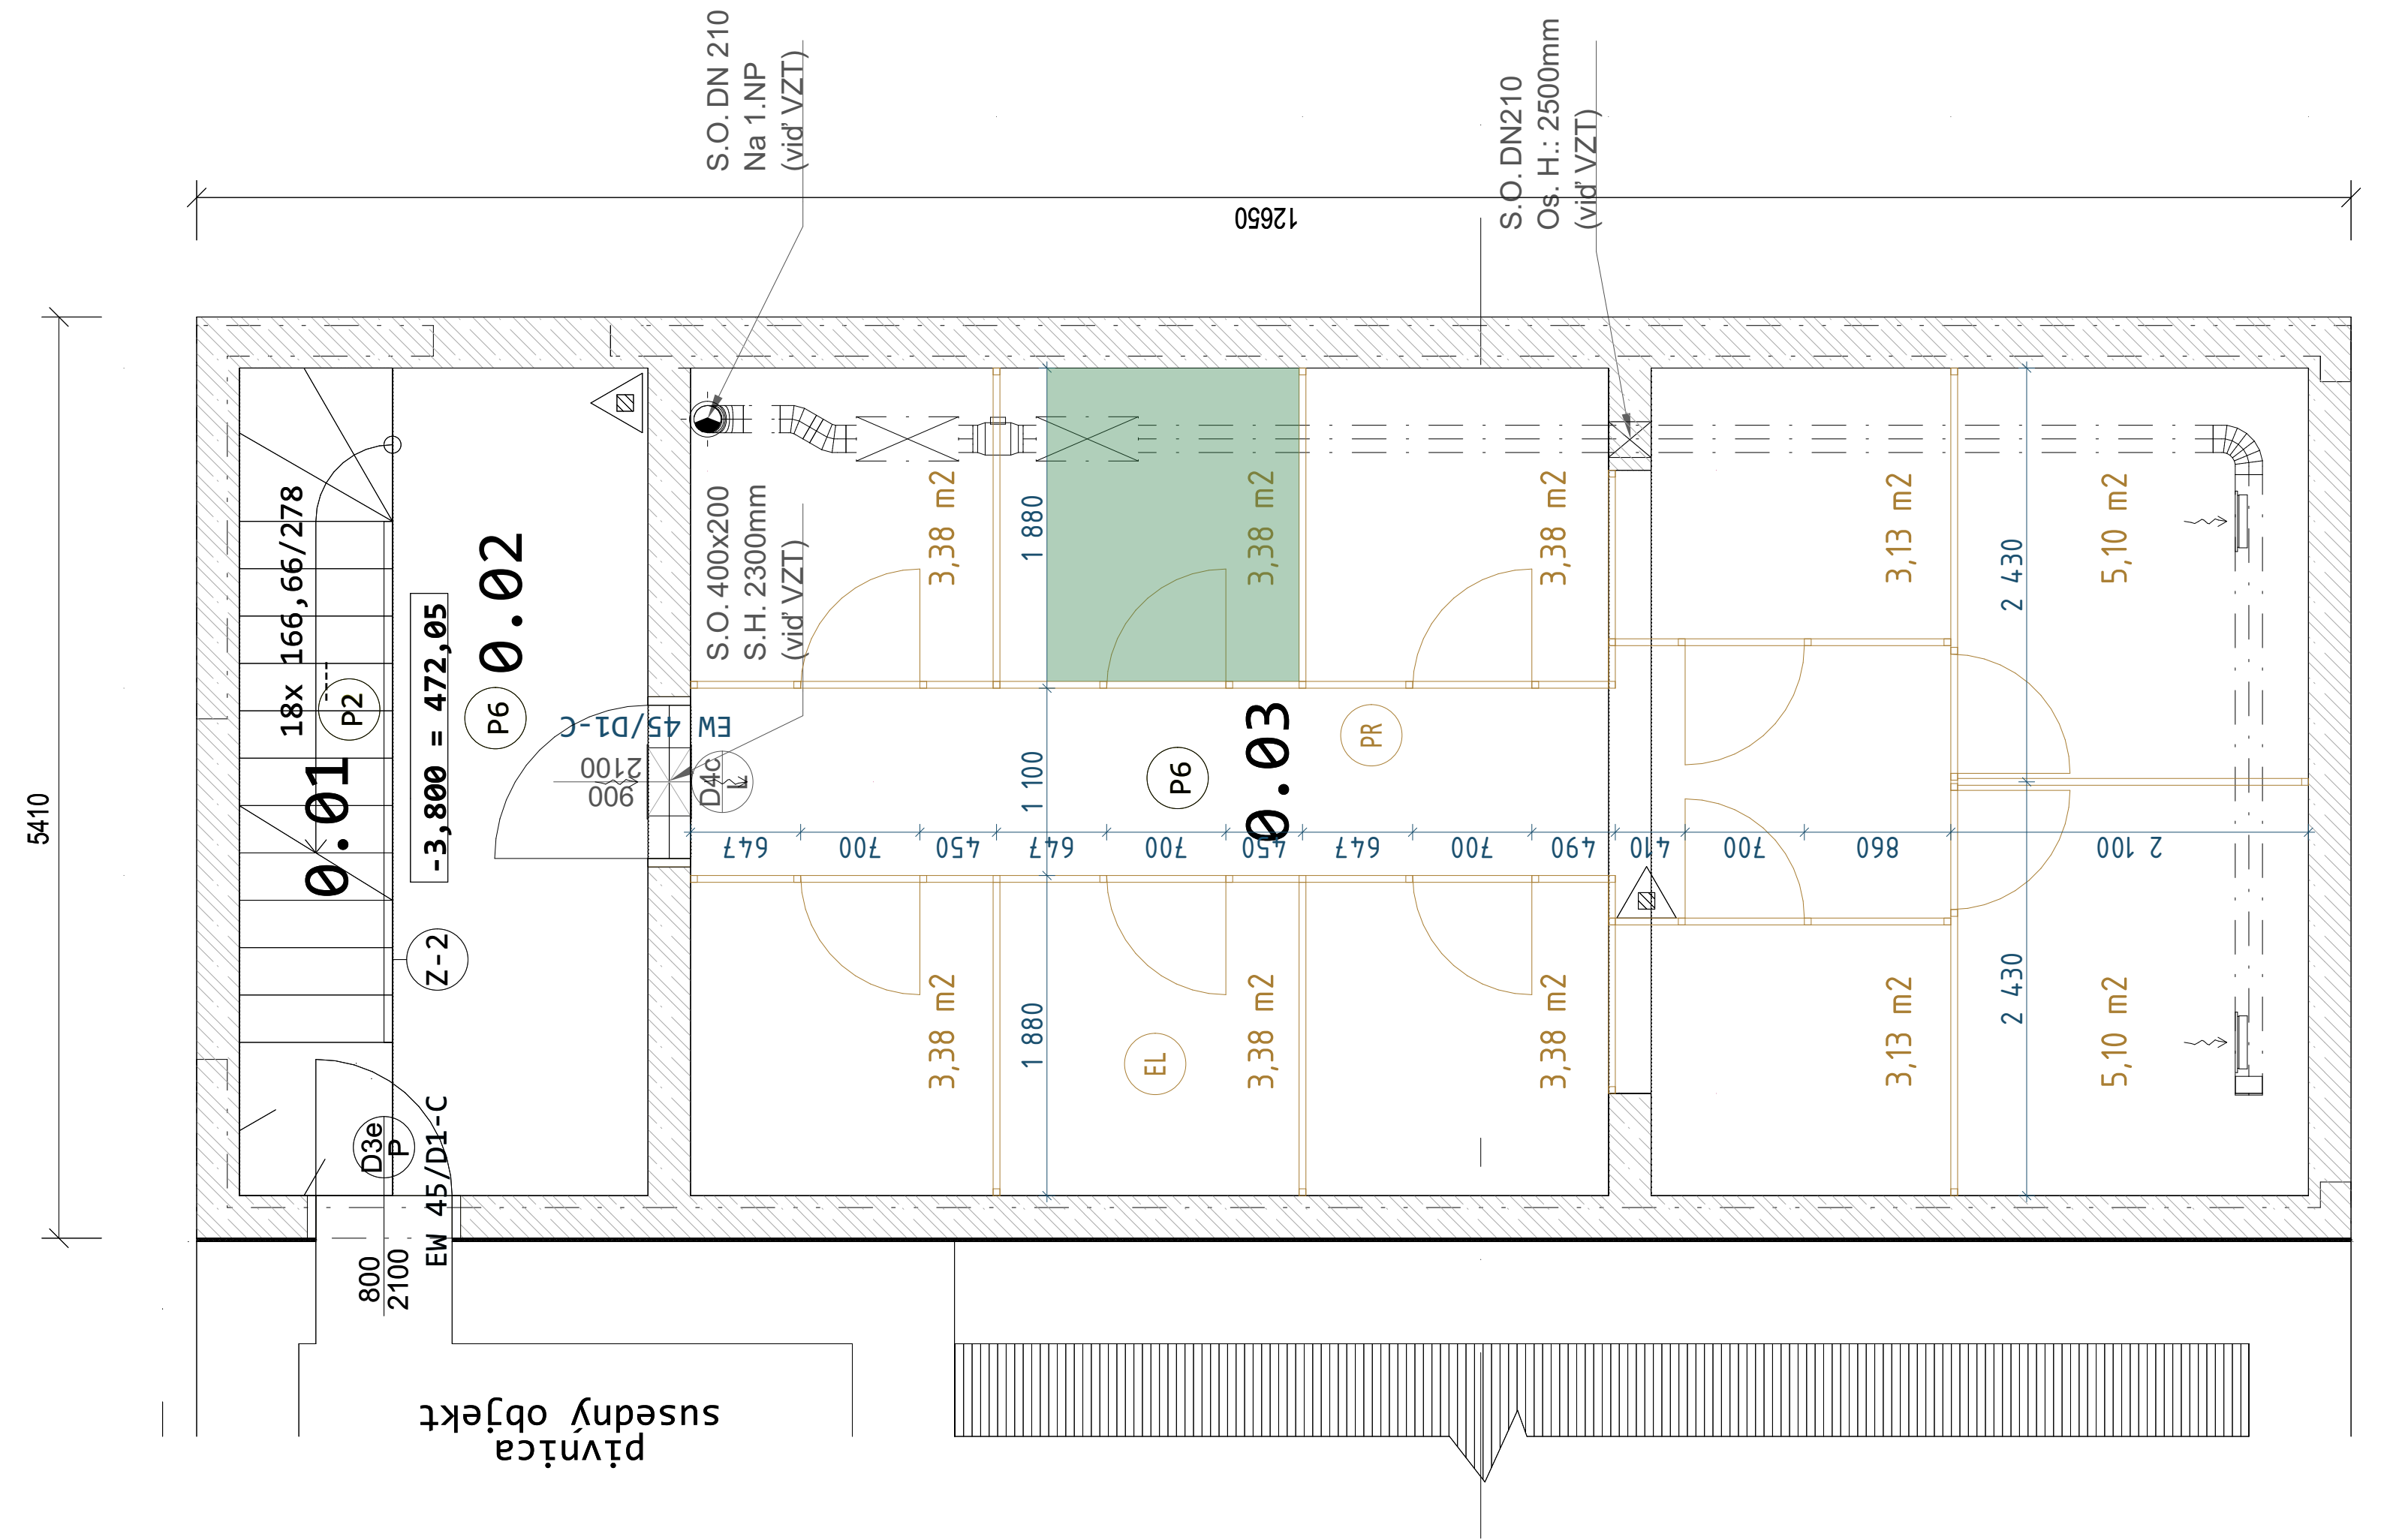 S.O. DN 210
Na 1.NP
(viď VZT)
S.O. DN210
Os. H.: 2500mm
(viď VZT)
12650
5410
18x 166,66/278
P2
0.01
-3,800 = 472,05
0.02
P6
Z-2
EW 45/D1-C
900
2100
D4c
L
S.O. 400x200
S.H. 2300mm
(viď VZT)
3,38 m2
3,38 m2
3,38 m2
3,13 m2
5,10 m2
1 880
2 430
1 100
P6
0.03
PR
647
700
450
647
700
450
647
700
490
410
700
860
2 100
3,38 m2
3,38 m2
3,38 m2
3,13 m2
5,10 m2
1 880
2 430
EL
D3e
P
800
2100
EW 45/D1-C
pivnica
susedný objekt